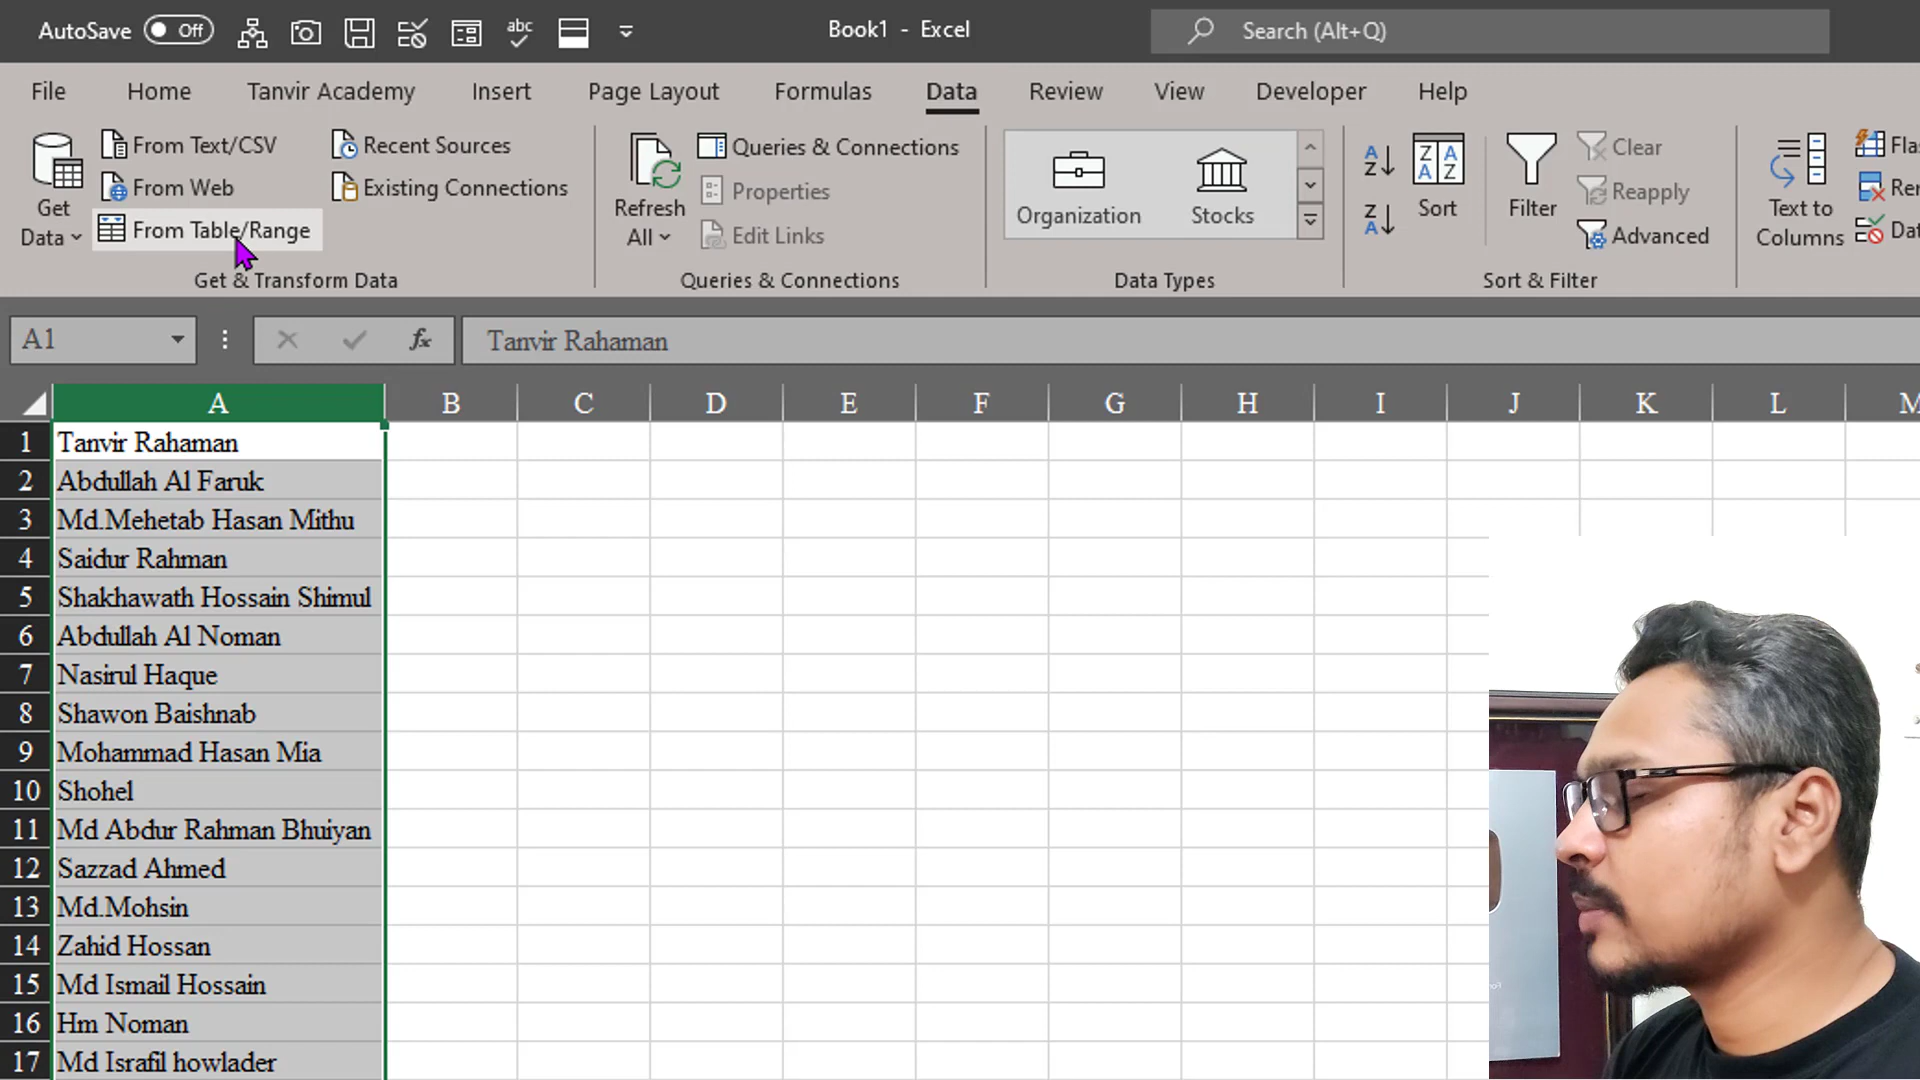 AutoSave Off abc Book1 - Excel Search (Alt+Q)
File Home Tanvir Academy Insert Page Layout Formulas Data Review View Developer Help
Get Data
From Text/CSV
From Web
From Table/Range
Recent Sources
Existing Connections
Get & Transform Data
Refresh All
Queries & Connections
Properties
Edit Links
Queries & Connections
Organization Stocks
Data Types
Sort
Filter
Clear
Reapply
Advanced
Sort & Filter
Text to Columns
A1 fx Tanvir Rahaman
A B C D E F G H I J K L M
1 Tanvir Rahaman
2 Abdullah Al Faruk
3 Md.Mehetab Hasan Mithu
4 Saidur Rahman
5 Shakhawath Hossain Shimul
6 Abdullah Al Noman
7 Nasirul Haque
8 Shawon Baishnab
9 Mohammad Hasan Mia
10 Shohel
11 Md Abdur Rahman Bhuiyan
12 Sazzad Ahmed
13 Md.Mohsin
14 Zahid Hossan
15 Md Ismail Hossain
16 Hm Noman
17 Md Israfil howlader